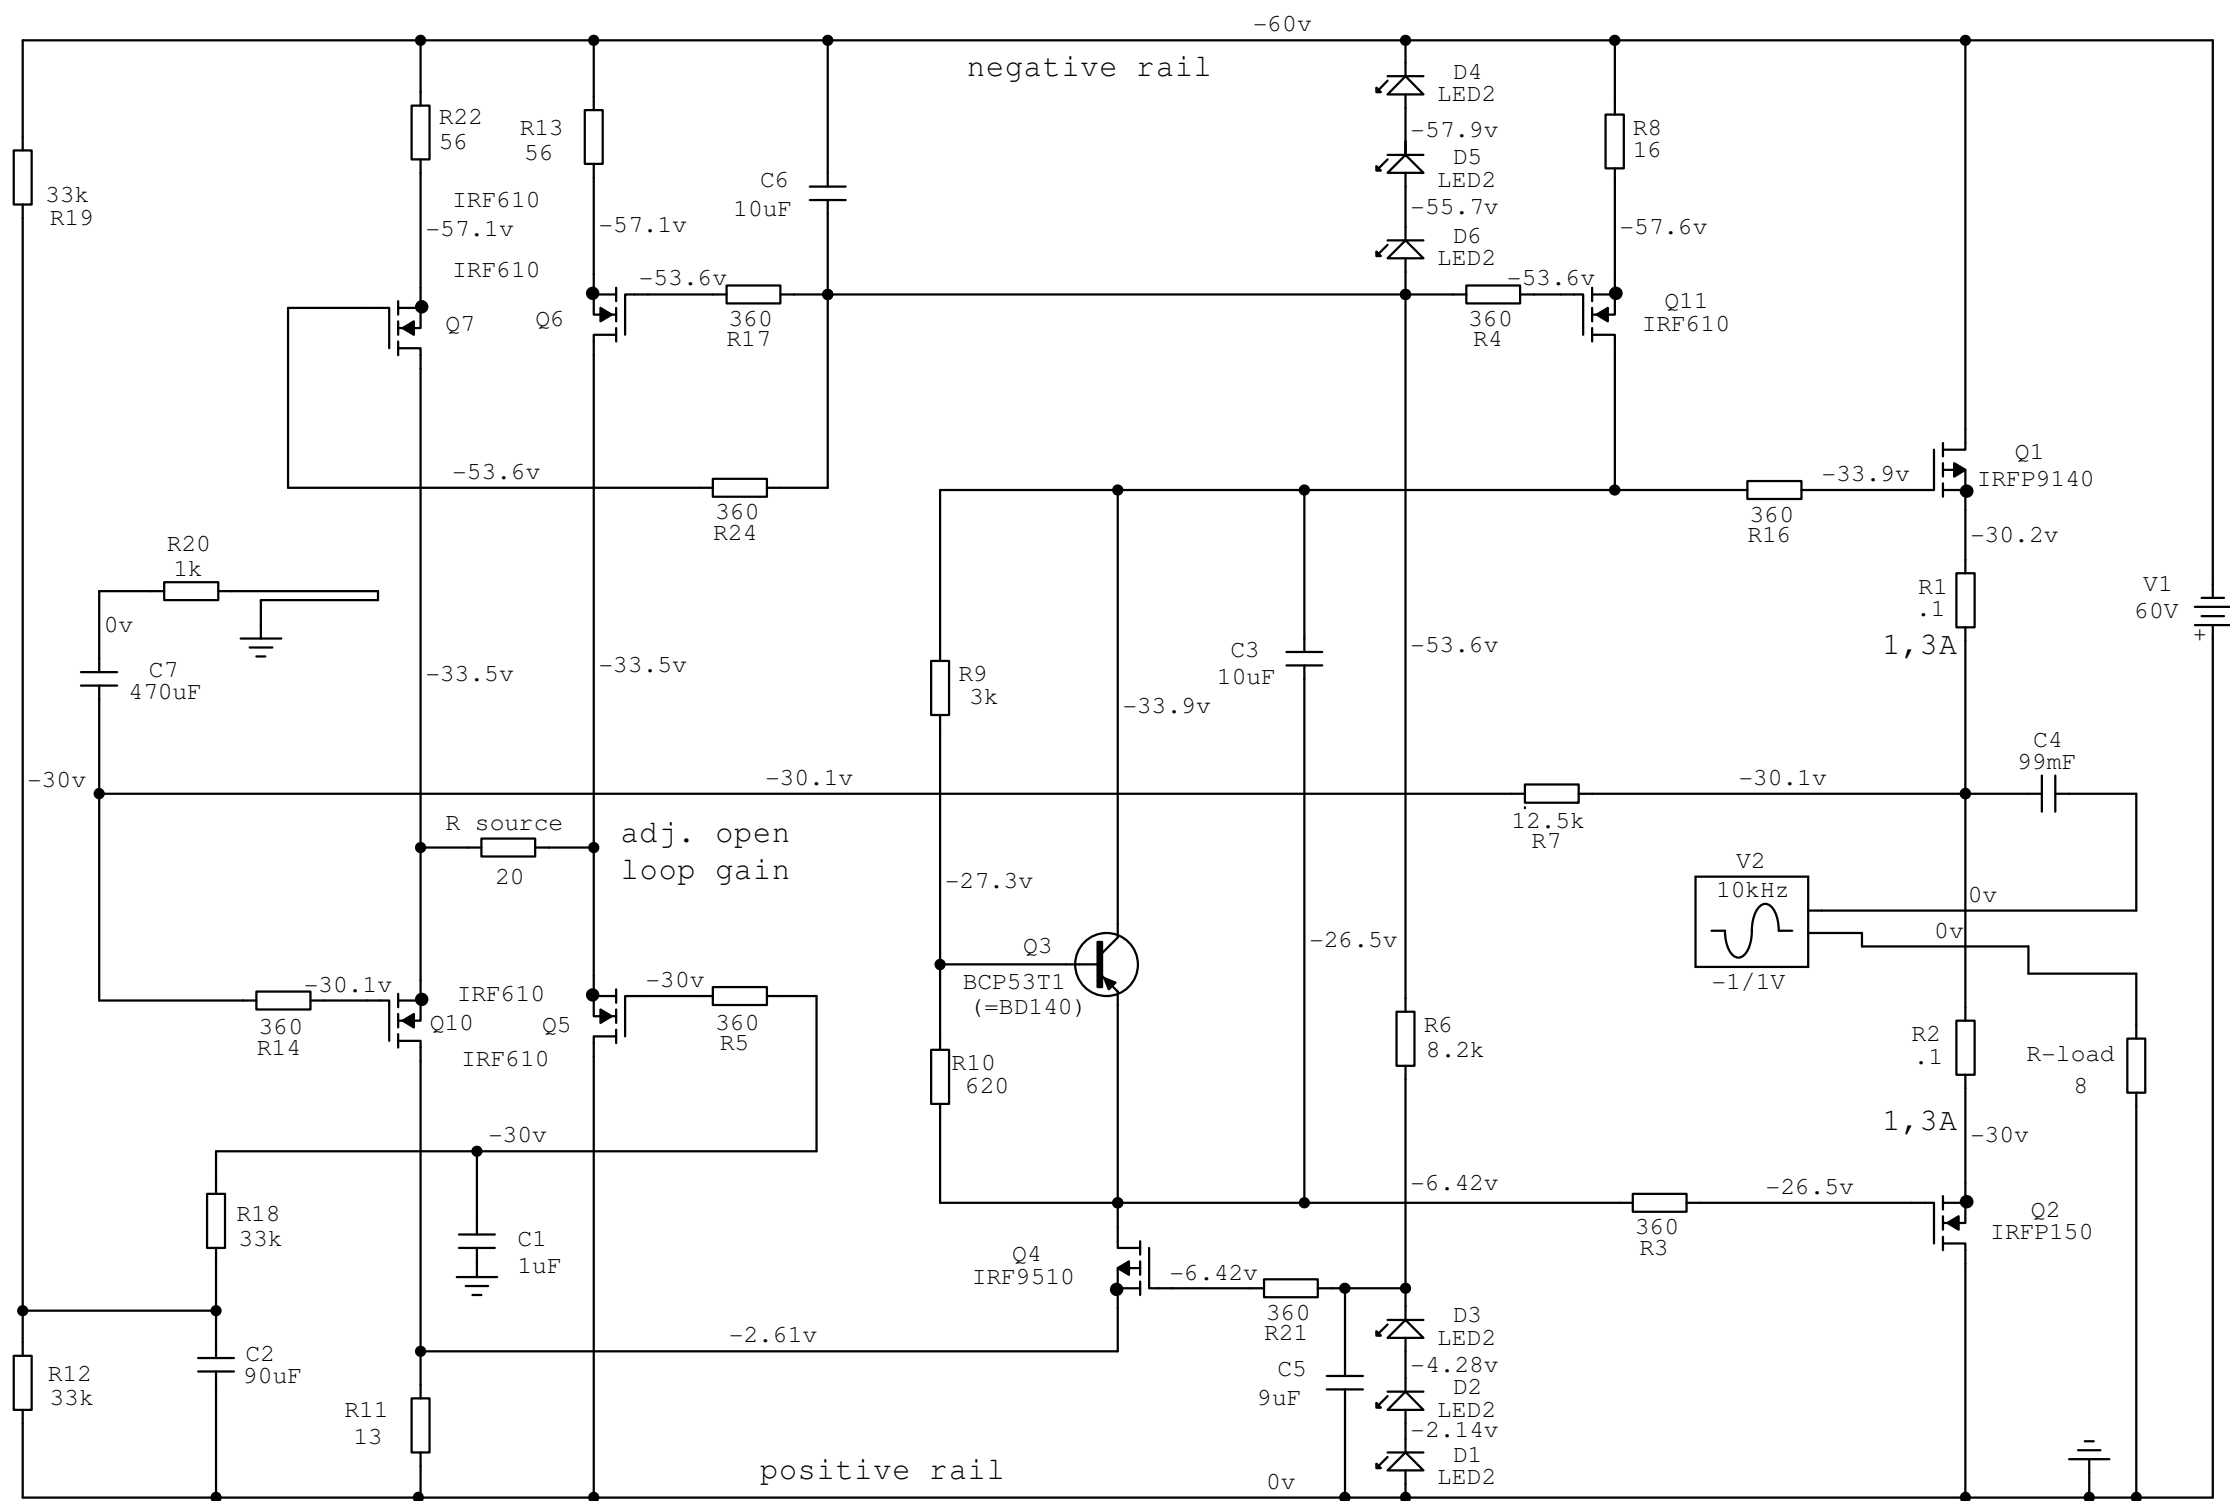 -60v
negative rail
D4
LED2
R22
56
R13
56
-57.9v
R8
16
D5
LED2
C6
10uF
33k
R19
IRF610
-57.1v
-57.1v
-55.7v
D6
LED2
-57.6v
IRF610
-53.6v
-53.6v
Q7
Q6
360
R17
360
R4
Q11
IRF610
-53.6v
360
R24
-33.9v
Q1
IRFP9140
360
R16
-30.2v
R20
1k
0v
R1
.1
1,3A
V1
60V
+
C7
470uF
-33.5v
-33.5v
-53.6v
C3
10uF
R9
3k
-33.9v
C4
99mF
-30v
-30.1v
-30.1v
12.5k
R7
R source
20
adj. open
loop gain
V2
10kHz
-1/1V
0v
0v
-27.3v
-26.5v
Q3
BCP53T1
(=BD140)
-30.1v
IRF610
-30v
360
R14
Q10
Q5
360
R5
IRF610
R6
8.2k
R2
.1
R-load
8
R10
620
1,3A
-30v
-30v
-6.42v
-26.5v
R18
33k
360
R3
Q2
IRFP150
C1
1uF
Q4
IRF9510
-6.42v
360
R21
D3
LED2
-2.61v
C2
90uF
R12
33k
C5
9uF
-4.28v
D2
LED2
R11
13
-2.14v
D1
LED2
positive rail
0v